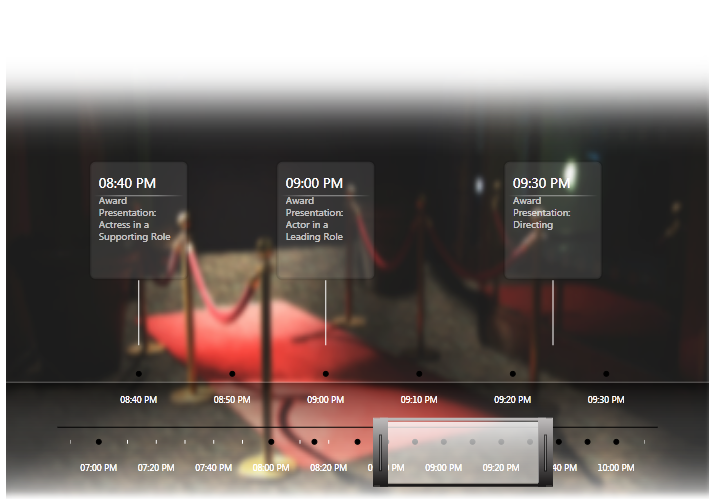 08:40 PM
Award
Presentation:
Actress in a
Supporting Role
09:00 PM
Award
Presentation:
Actor in a
Leading Role
09:30 PM
Award
Presentation:
Directing
08:40 PM 08:50 PM 09:00 PM 09:10 PM 09:20 PM 09:30 PM
07:00 PM 07:20 PM 07:40 PM 08:00 PM 08:20 PM PM 09:00 PM 09:20 PM 40 PM 10:00 PM